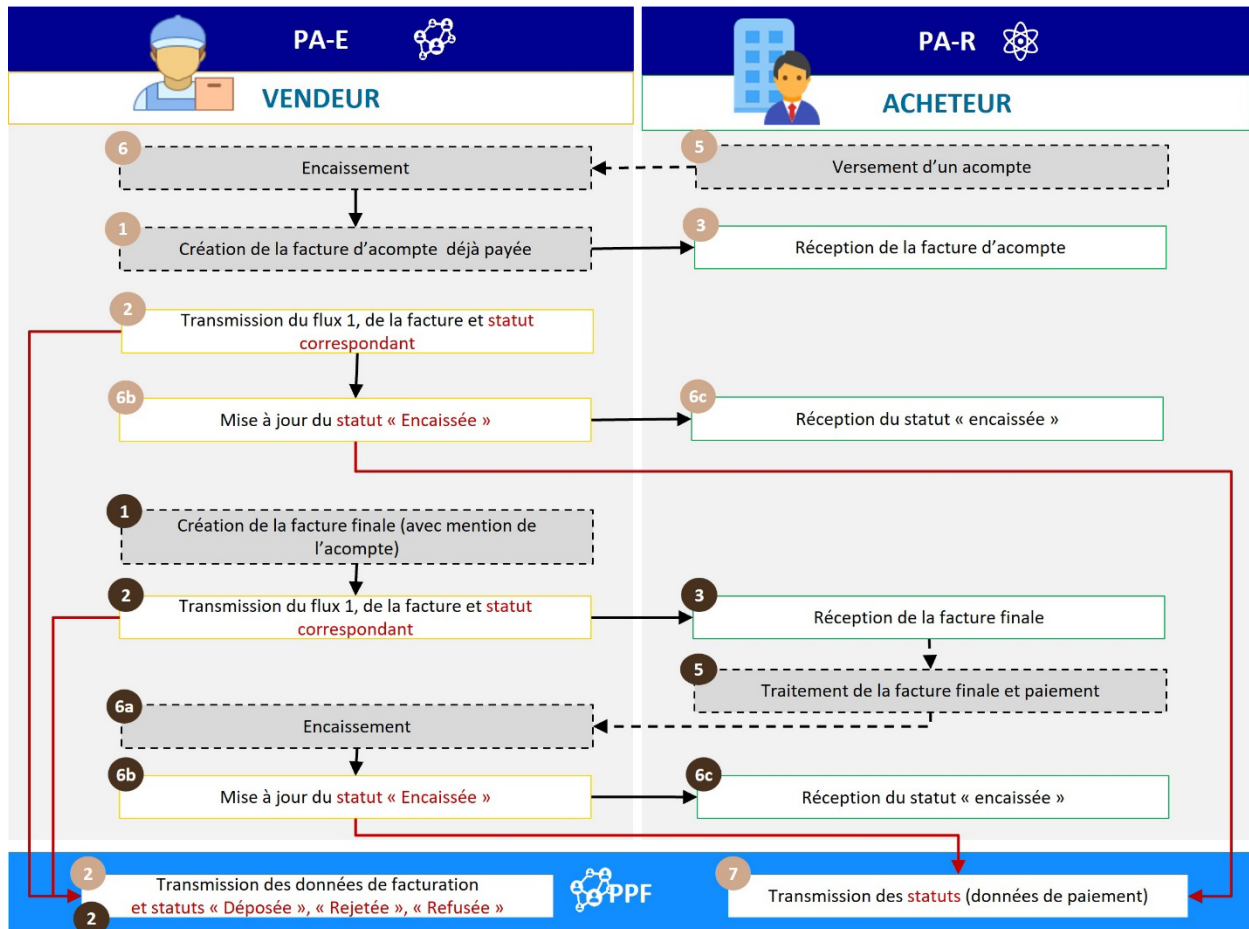 PA-E
PA-R
VENDEUR
ACHETEUR
6
Encaissement
5
Versement d’un acompte
1
Création de la facture d’acompte  déjà payée
3
Réception de la facture d’acompte
2
Transmission du flux 1, de la facture et statut
correspondant
6b
Mise à jour du statut « Encaissée »
6c
Réception du statut « encaissée »
1
Création de la facture finale (avec mention de
l’acompte)
2
Transmission du flux 1, de la facture et statut
correspondant
3
Réception de la facture finale
5
Traitement de la facture finale et paiement
6a
Encaissement
6b
Mise à jour du statut « Encaissée »
6c
Réception du statut « encaissée »
2
Transmission des données de facturation
et statuts « Déposée », « Rejetée », « Refusée »
2
PPF
7
Transmission des statuts (données de paiement)